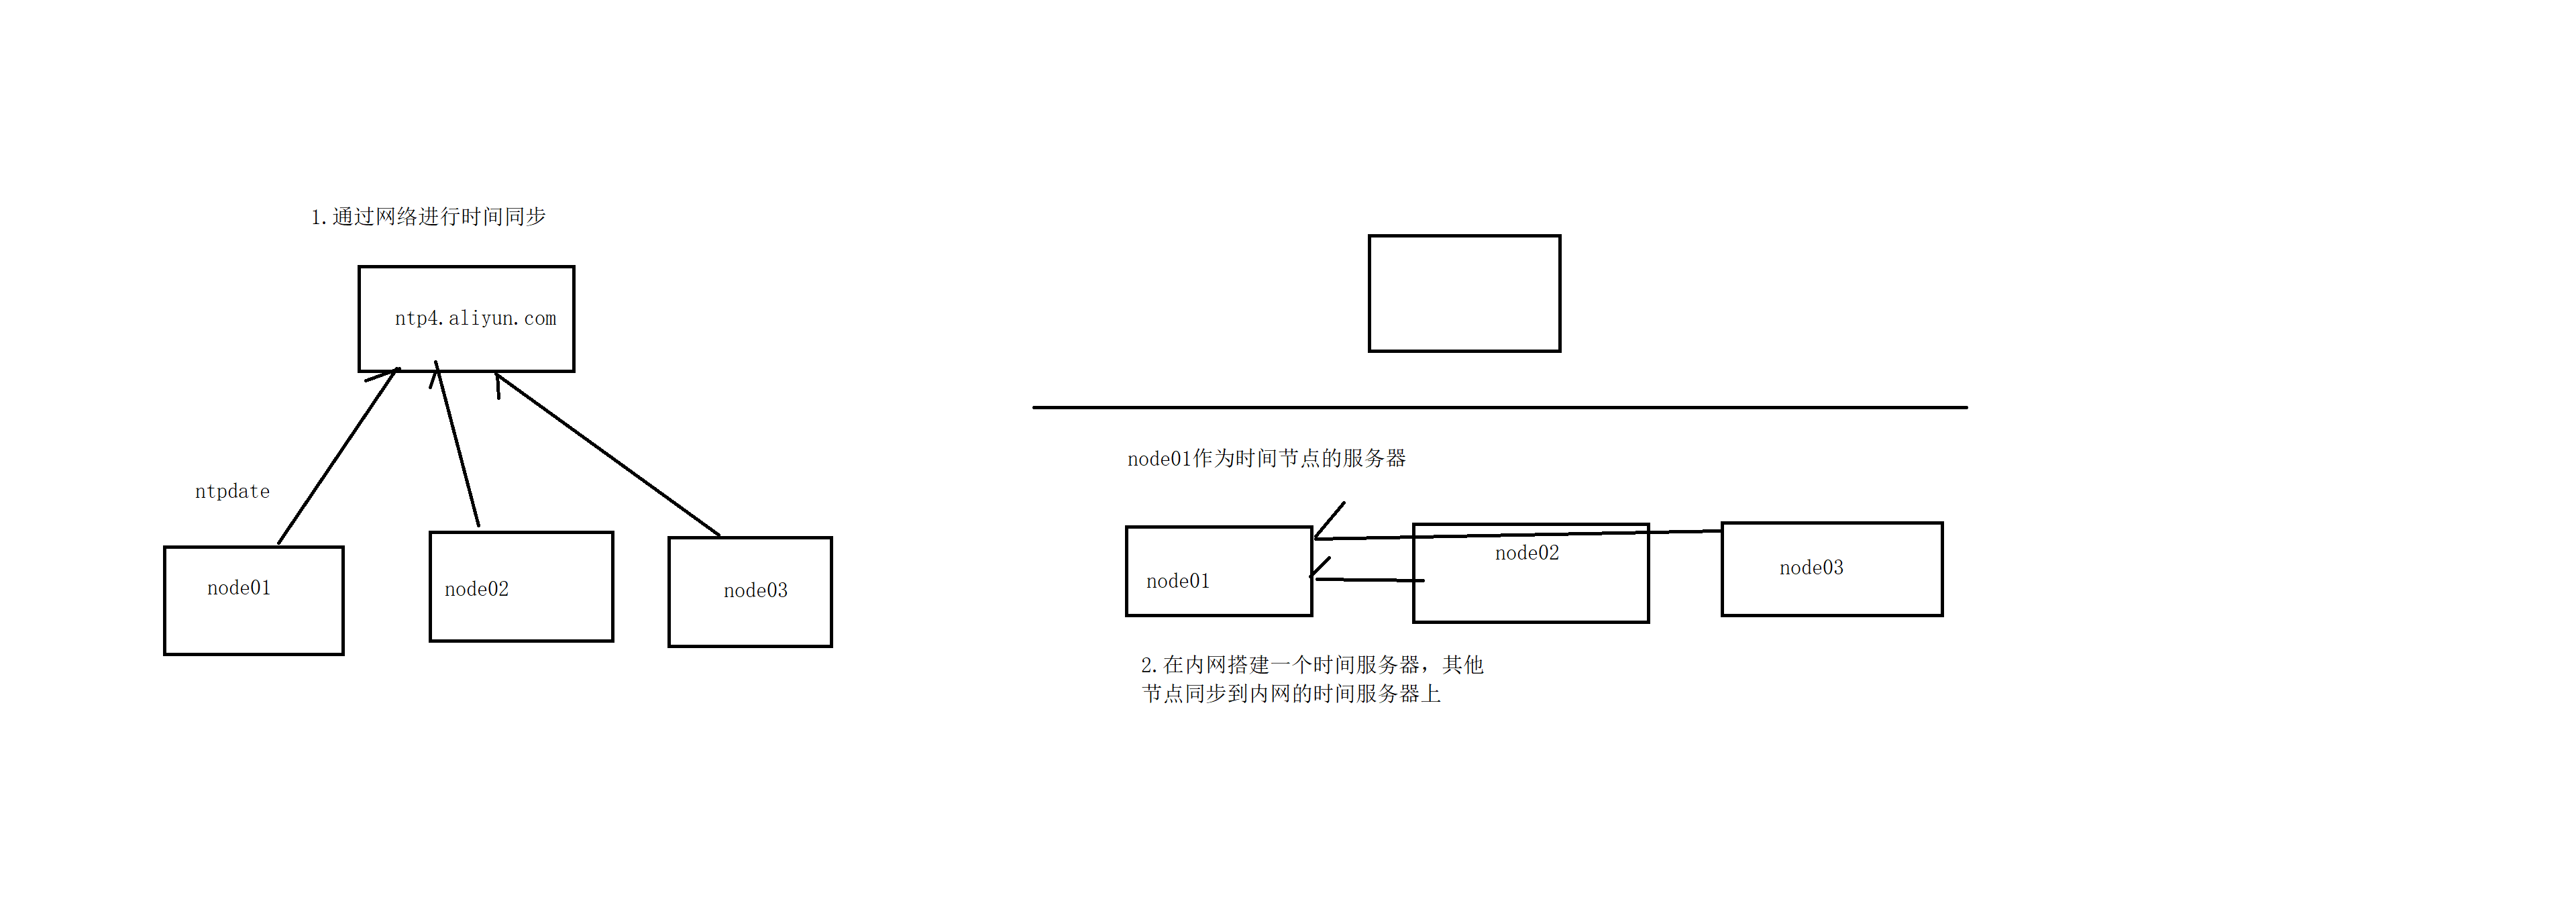 1.通过网络进行时间同步
ntp4.aliyun.com
ntpdate
node01
node02
node03
node01作为时间节点的服务器
node01
node02
node03
2.在内网搭建一个时间服务器，其他
节点同步到内网的时间服务器上